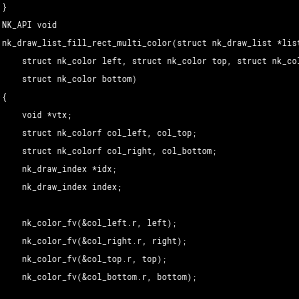 }
NK_API void
nk_draw_list_fill_rect_multi_color(struct nk_draw_list *list
struct nk_color left, struct nk_color top, struct nk_col
struct nk_color bottom)
{
void *vtx;
struct nk_colorf col_left, col_top;
struct nk_colorf col_right, col_bottom;
nk_draw_index *idx;
nk_draw_index index;
nk_color_fv(&col_left.r, left);
nk_color_fv(&col_right.r, right);
nk_color_fv(&col_top.r, top);
nk_color_fv(&col_bottom.r, bottom);